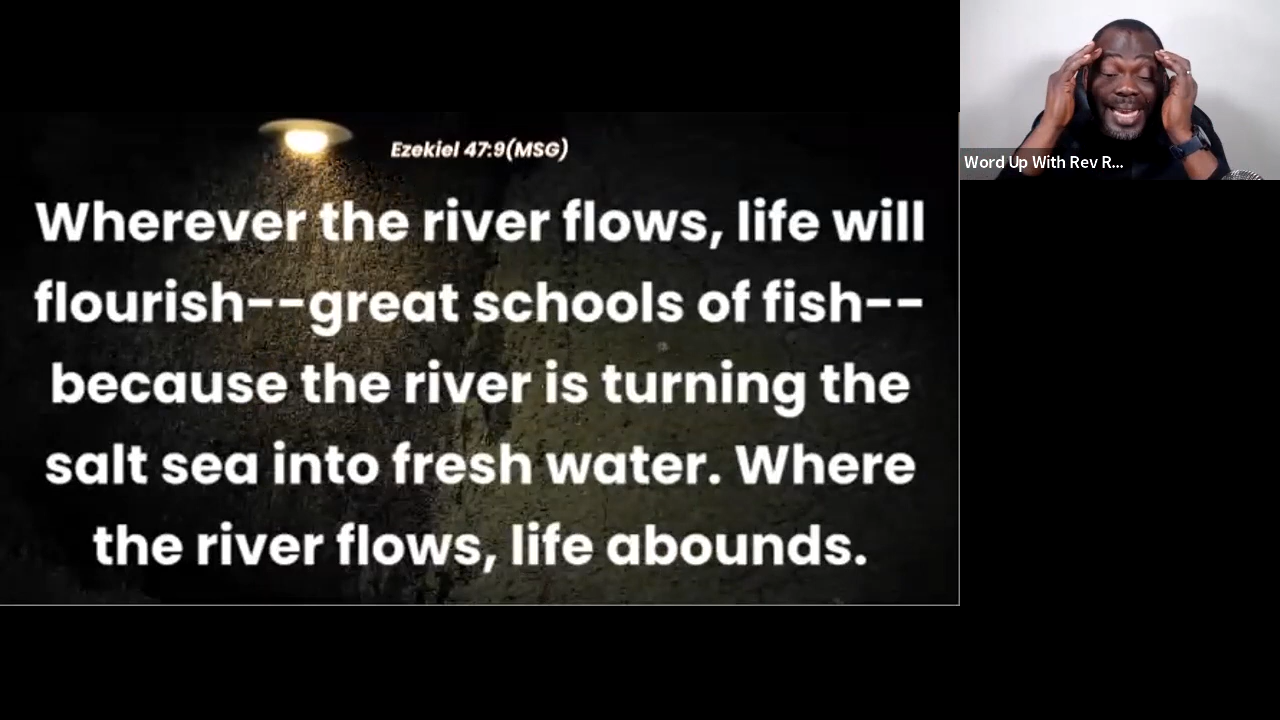 Ezekiel 47:9(MSG)
Wherever the river flows, life will
flourish--great schools of fish--
because the river is turning the
salt sea into fresh water. Where
the river flows, life abounds.
Word Up With Rev R...